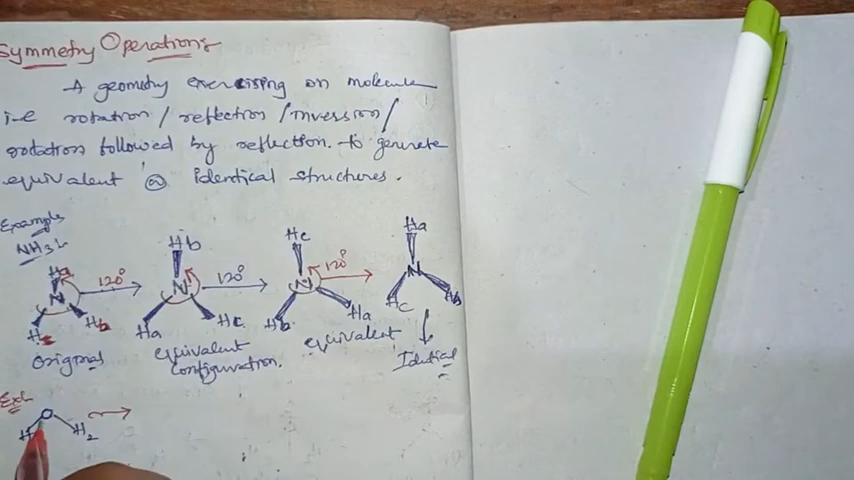 Symmetry Operations
A geometry exercising on molecule
i.e rotation / reflection / inversion /
rotation followed by reflection. to generate
equivalent @ identical structures.
Example
NH3:-
Ha Hb Hc Ha
120° 120° 120°
N N N N
Hc Hb Ha Hc Hb Ha Hc Hb
Original equivalent configuration. equivalent Identical
Ex:-
O
H H2